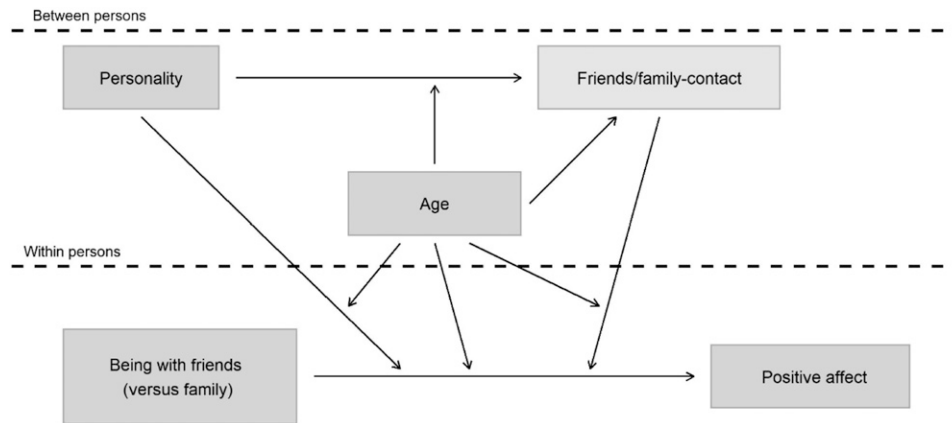 Between persons
Personality
Friends/family-contact
Age
Within persons
Being with friends
(versus family)
Positive affect